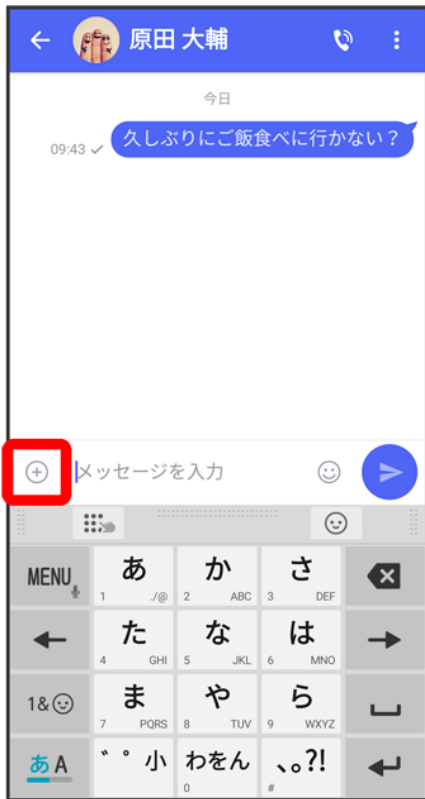 原田 大輔
今日
久しぶりにご飯食べに行かない？
09:43
メッセージを入力
MENU あ か さ
1 ./@ 2 ABC 3 DEF
た な は
4 GHI 5 JKL 6 MNO
1& ま や ら
7 PQRS 8 TUV 9 WXYZ
あA ゛゜小 わをん 、。?!
0 #